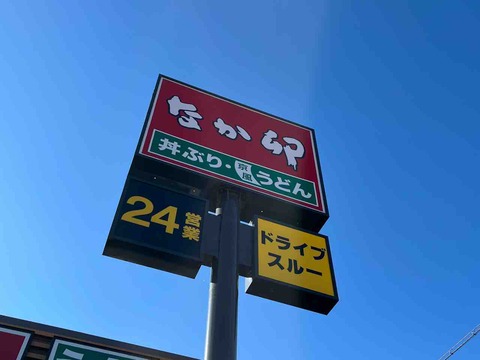 なか卯
丼ぶり・京風うどん
24営業
ドライブ
スルー